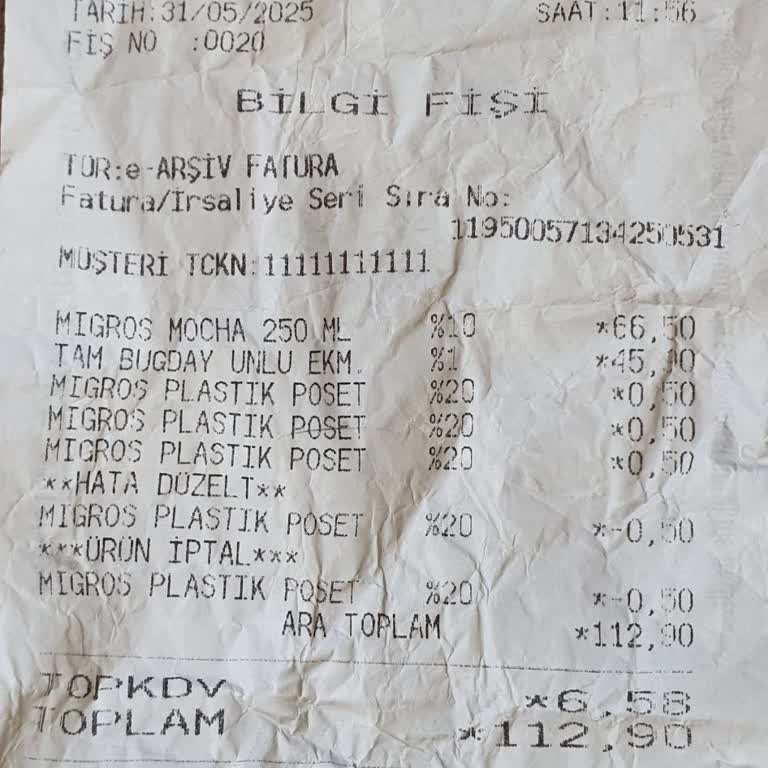 TARİH:31/05/2025 SAAT:11:56
FİŞ NO :0020
BİLGİ FİŞİ
TÜR:e-ARŞİV FATURA
Fatura/İrsaliye Seri Sıra No:
11950057134250531
MÜŞTERİ TCKN:11111111111
MIGROS MOCHA 250 ML %10 *66,50
TAM BUGDAY UNLU EKM. %1 *45,90
MIGROS PLASTIK POSET %20 *0,50
MIGROS PLASTIK POSET %20 *0,50
MIGROS PLASTIK POSET %20 *0,50
**HATA DÜZELT**
MIGROS PLASTIK POSET %20 *-0,50
***ÜRÜN İPTAL***
MIGROS PLASTIK POSET %20 *-0,50
ARA TOPLAM *112,90
TOPKDV *6,58
TOPLAM *112,90